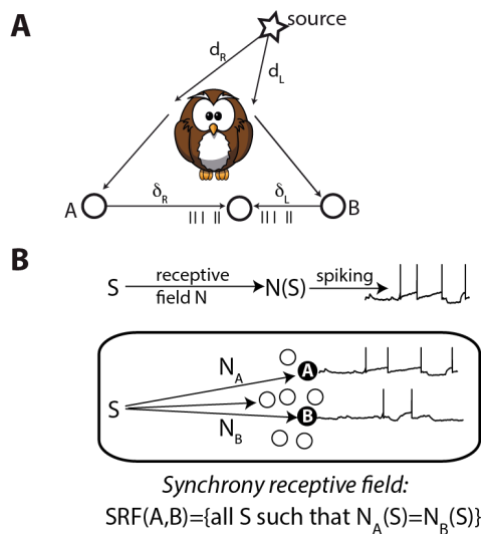 A
source
d_R
d_L
δ_R
δ_L
A
B
B
S
receptive
field N
N(S)
spiking
N_A
A
S
B
N_B
Synchrony receptive field:
SRF(A,B)={all S such that N_A(S)=N_B(S)}